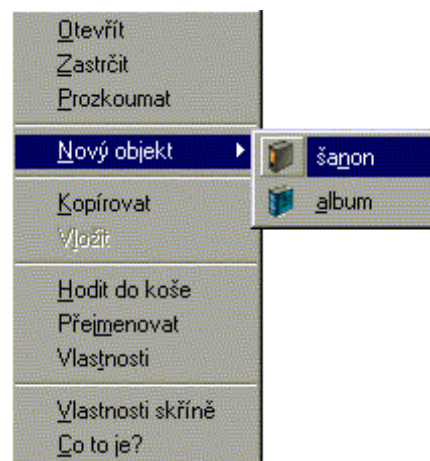 Otevřít
Zastrčit
Prozkoumat
Nový objekt
šanon
album
Kopírovat
Vložit
Hodit do koše
Přejmenovat
Vlastnosti
Vlastnosti skříně
Co to je?